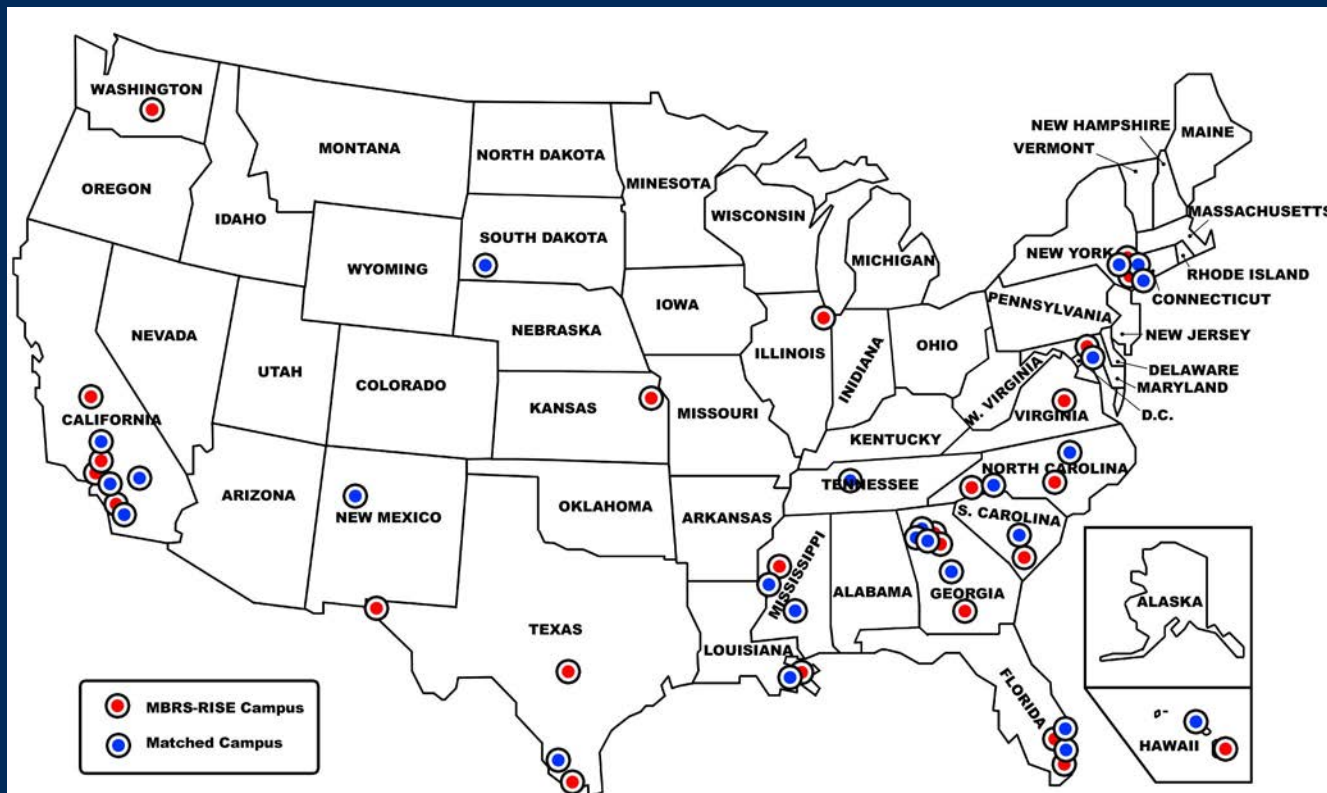 WASHINGTON
MONTANA
NORTH DAKOTA
MINESOTA
NEW HAMPSHIRE
VERMONT
MAINE
OREGON
IDAHO
SOUTH DAKOTA
WISCONSIN
MASSACHUSETTS
WYOMING
MICHIGAN
NEW YORK
RHODE ISLAND
CONNECTICUT
IOWA
PENNSYLVANIA
NEVADA
NEBRASKA
NEW JERSEY
UTAH
COLORADO
ILLINOIS
INIDIANA
OHIO
DELAWARE
MARYLAND
W. VIRGINIA
CALIFORNIA
KANSAS
MISSOURI
VIRGINIA
D.C.
KENTUCKY
NORTH CAROLINA
TENNESSEE
ARIZONA
NEW MEXICO
OKLAHOMA
ARKANSAS
S. CAROLINA
MISSISSIPPI
ALABAMA
GEORGIA
ALASKA
TEXAS
LOUISIANA
FLORIDA
HAWAII
MBRS-RISE Campus
Matched Campus